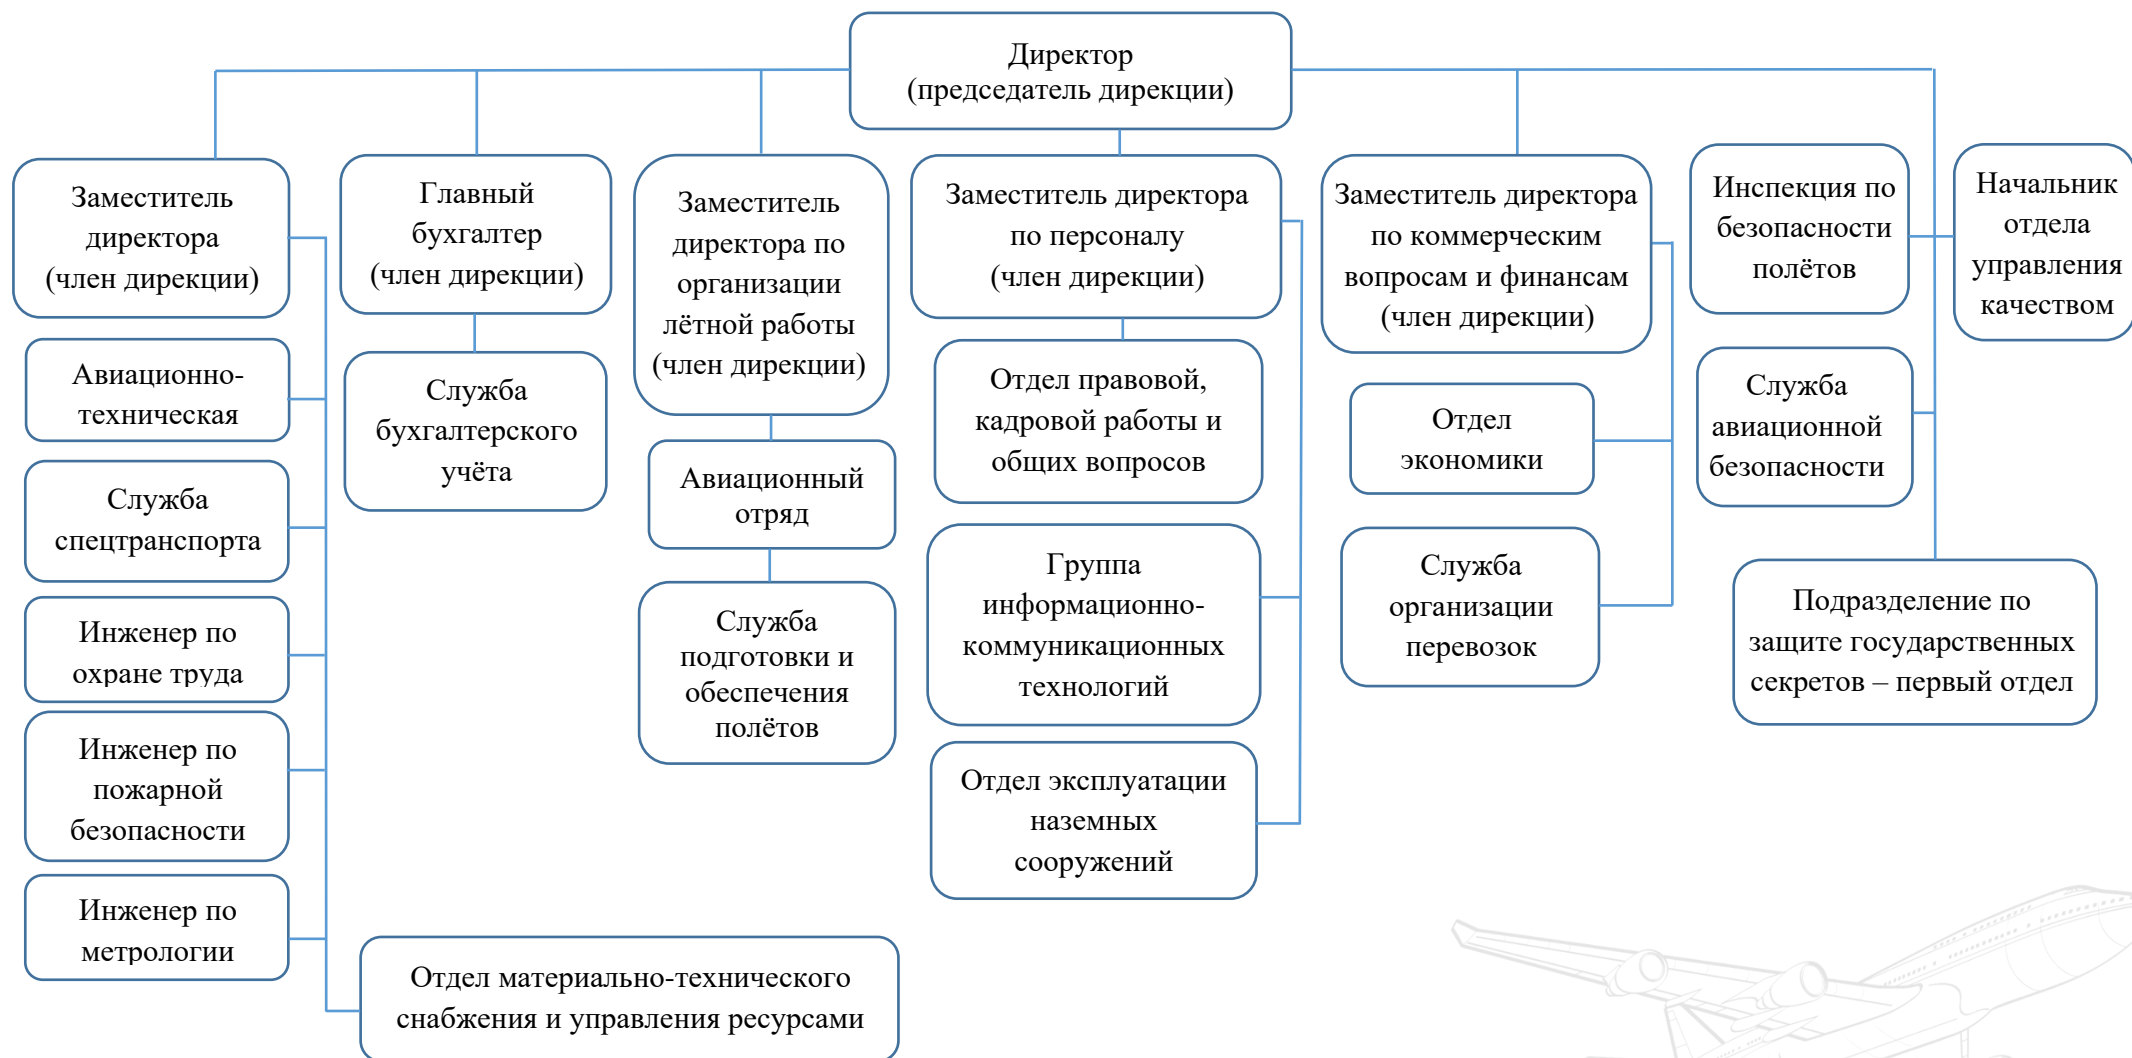 Директор
(председатель дирекции)
Заместитель
директора
(член дирекции)
Главный
бухгалтер
(член дирекции)
Заместитель
директора по
организации
лётной работы
(член дирекции)
Заместитель директора
по персоналу
(член дирекции)
Заместитель директора
по коммерческим
вопросам и финансам
(член дирекции)
Инспекция по
безопасности
полётов
Начальник
отдела
управления
качеством
Авиационно-
техническая
Служба
спецтранспорта
Инженер по
охране труда
Инженер по
пожарной
безопасности
Инженер по
метрологии
Отдел материально-технического
снабжения и управления ресурсами
Служба
бухгалтерского
учёта
Авиационный
отряд
Служба
подготовки и
обеспечения
полётов
Отдел правовой,
кадровой работы и
общих вопросов
Группа
информационно-
коммуникационных
технологий
Отдел эксплуатации
наземных
сооружений
Отдел
экономики
Служба
организации
перевозок
Служба
авиационной
безопасности
Подразделение по
защите государственных
секретов – первый отдел